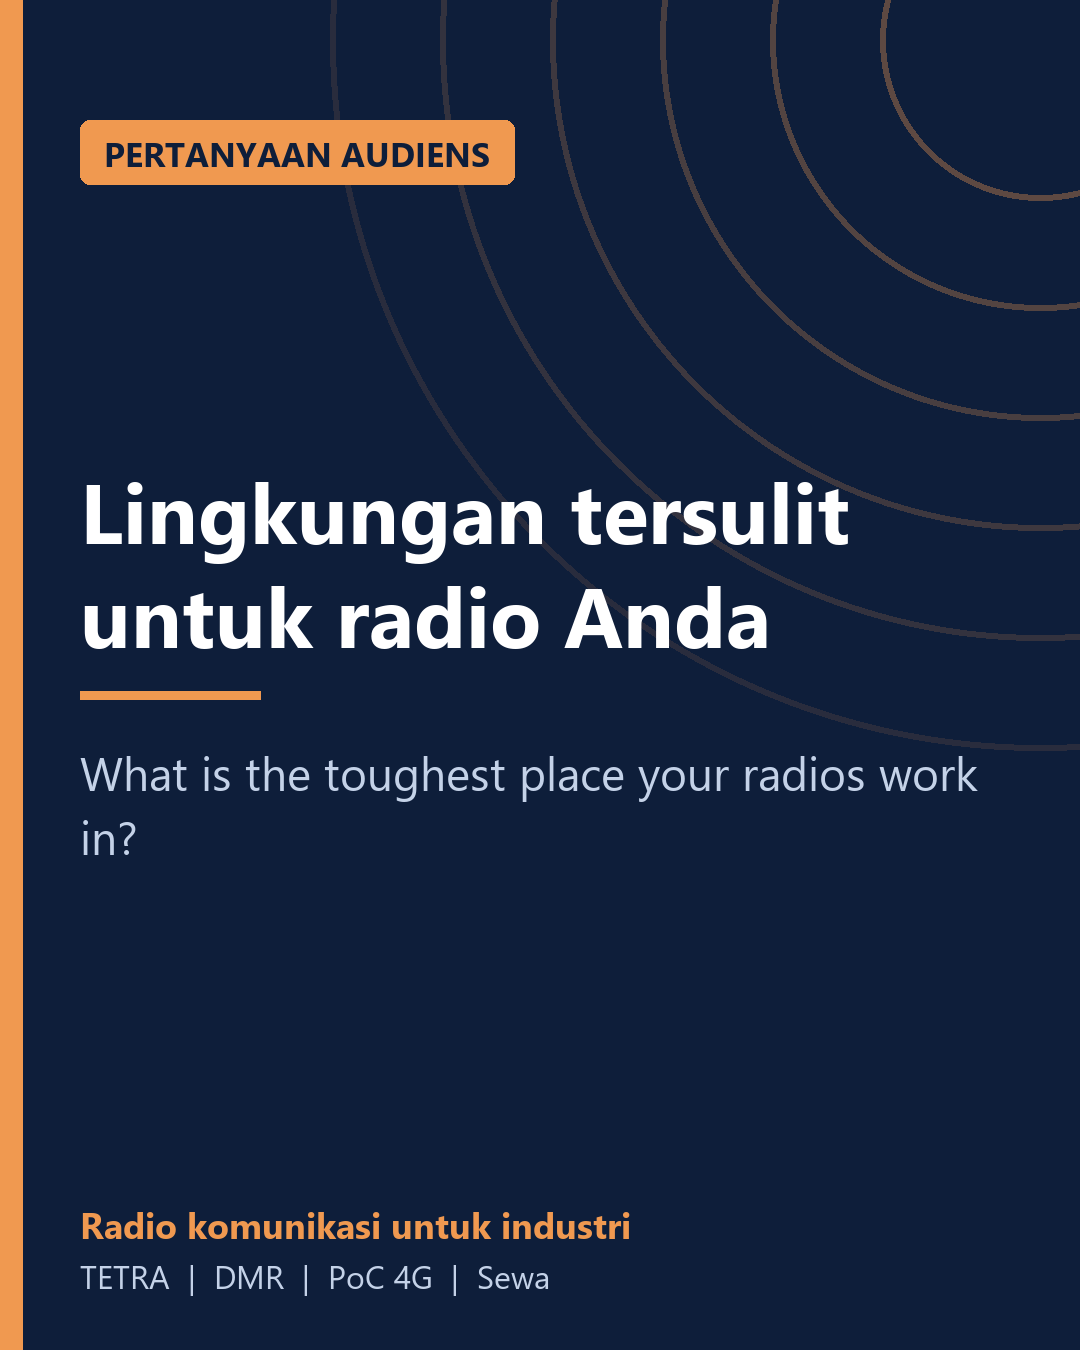 PERTANYAAN AUDIENS
Lingkungan tersulit
untuk radio Anda
What is the toughest place your radios work
in?
Radio komunikasi untuk industri
TETRA | DMR | PoC 4G | Sewa